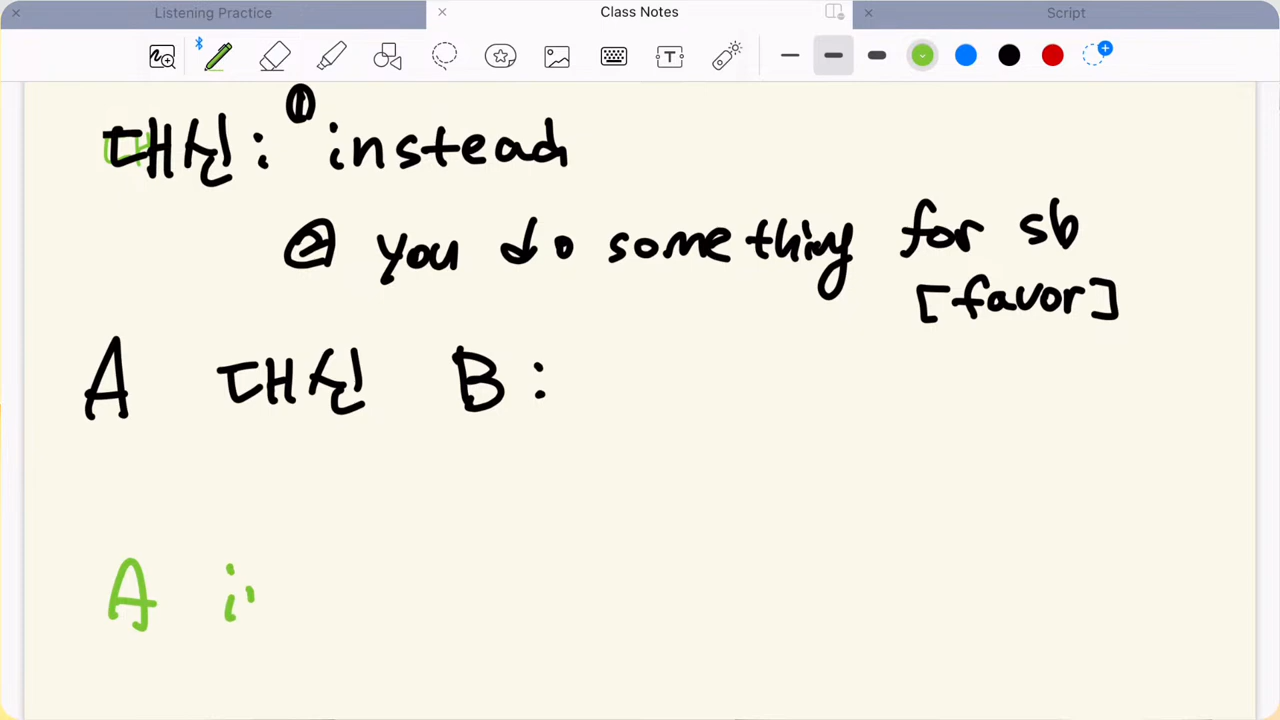 Listening Practice Class Notes Script
대신: ① instead
② you do something for sb
[favor]
A 대신 B:
A i